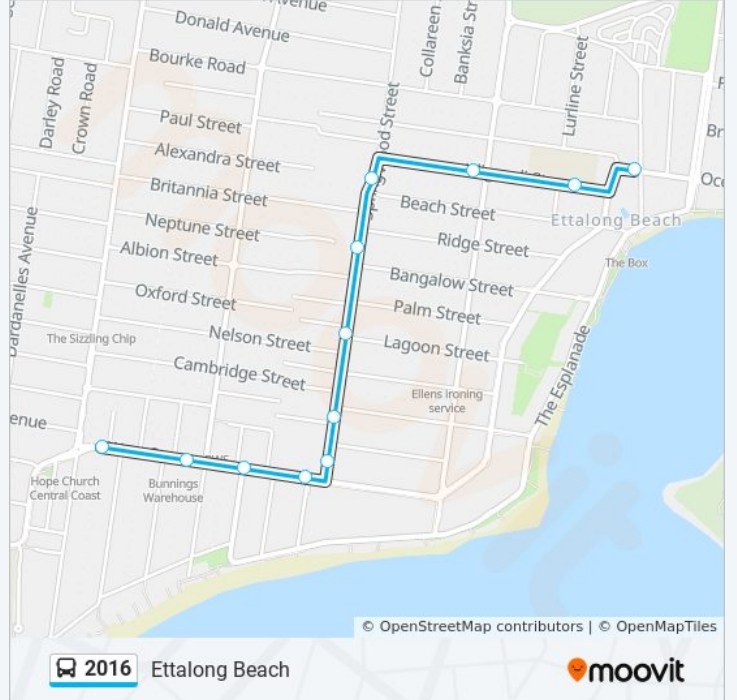 Avenue
Donald Avenue
Collareen
Banksia Str
Bourke Road
Lurline Street
Darley Road
Crown Road
Paul Street
Alexandra Street
Britannia Street
Beach Street
Ettalong Beach
Neptune Street
Ridge Street
Albion Street
The Box
Dardanelles Avenue
Bangalow Street
Oxford Street
Palm Street
The Sizzling Chip
Nelson Street
Lagoon Street
Cambridge Street
The Esplanade
Ellens ironing
service
enue
Hope Church
Central Coast
Bunnings
Warehouse
© OpenStreetMap contributors | © OpenMapTiles
2016 Ettalong Beach
moovit